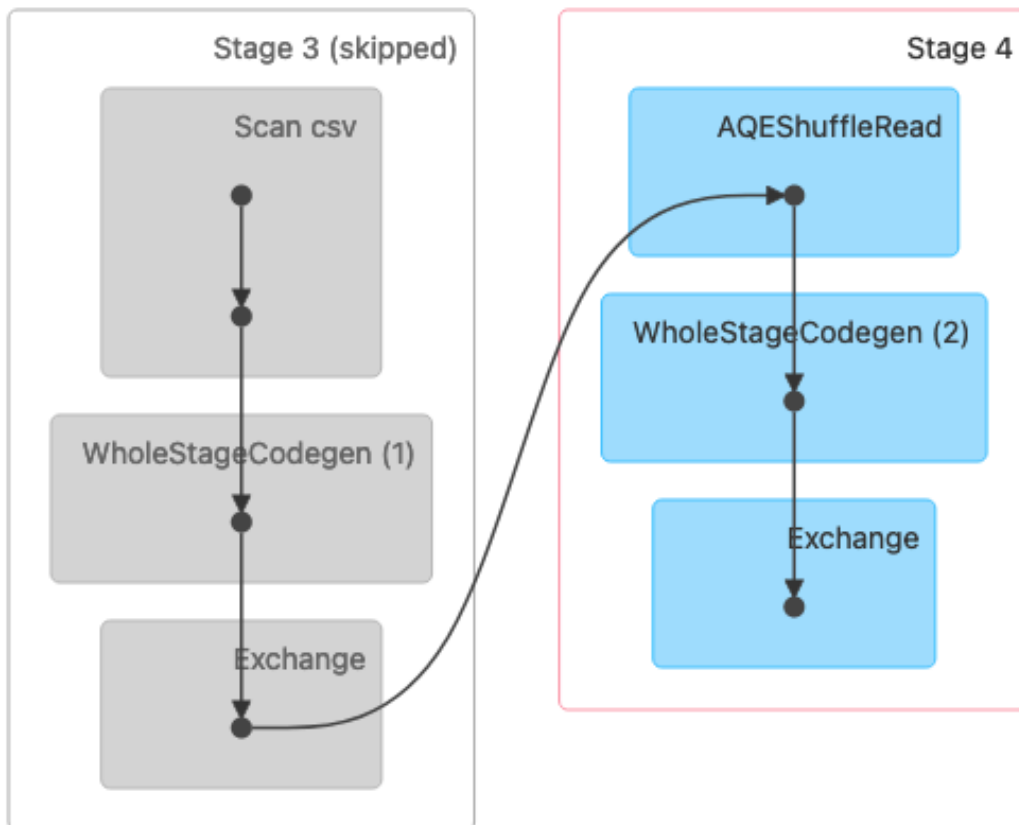 Stage 3 (skipped)
Scan csv
WholeStageCodegen (1)
Exchange
Stage 4
AQEShuffleRead
WholeStageCodegen (2)
Exchange